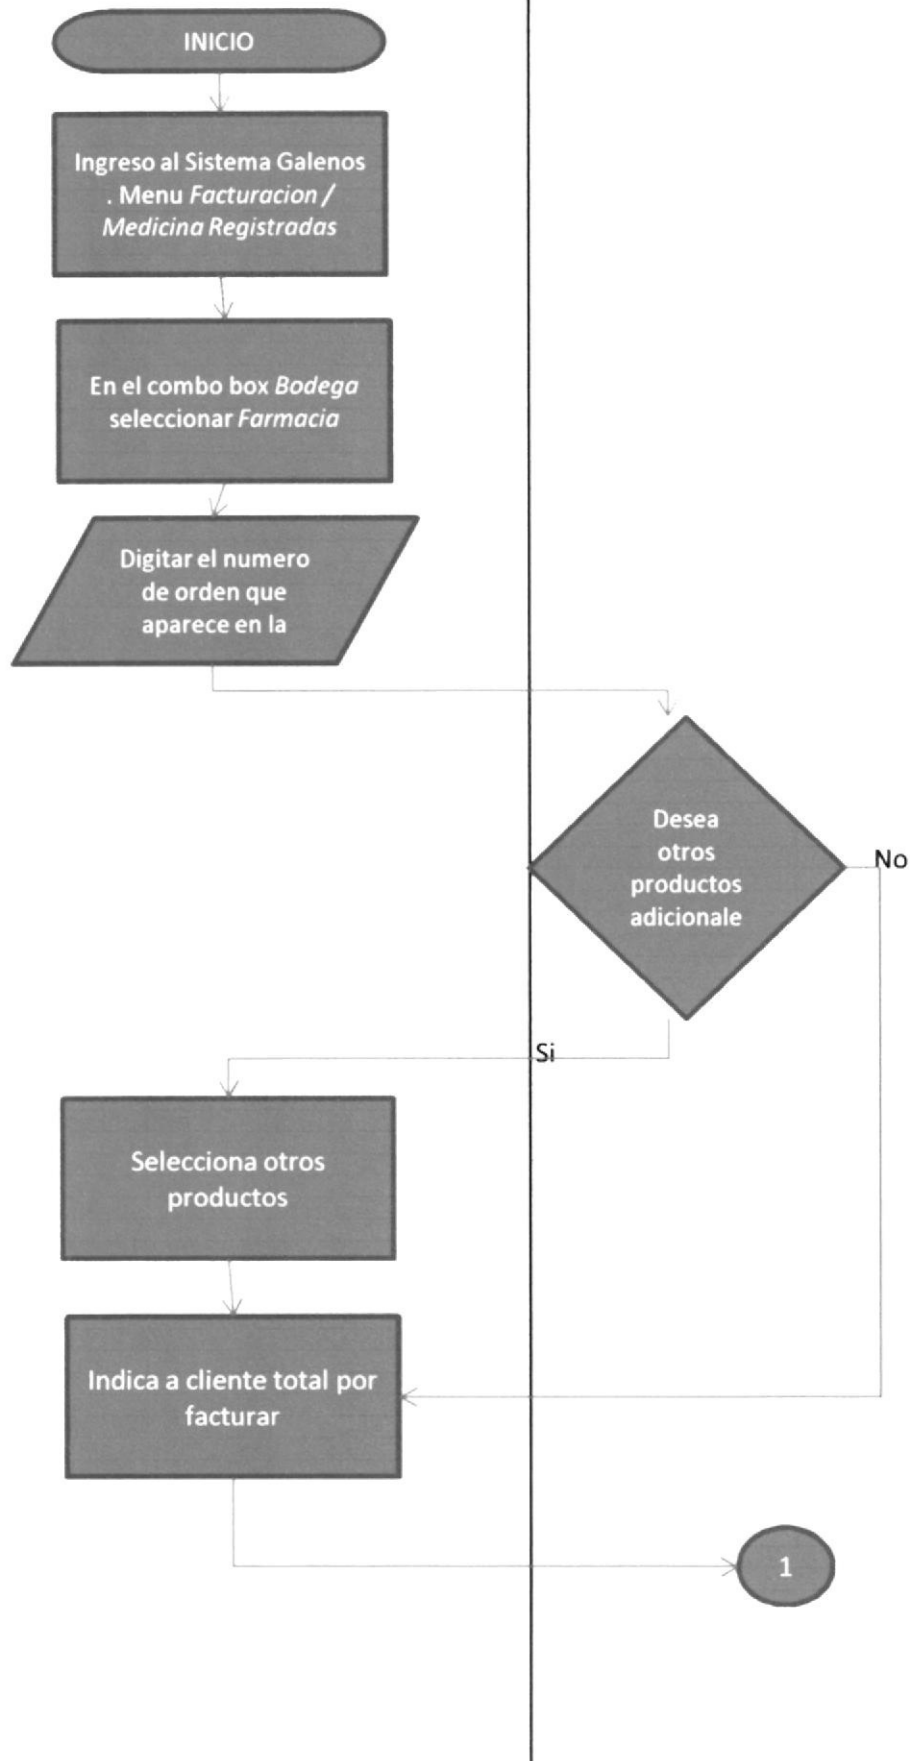 INICIO
Ingreso al Sistema Galenos
. Menu Facturacion /
Medicina Registradas
En el combo box Bodega
seleccionar Farmacia
Digitar el numero
de orden que
aparece en la
Desea
otros
productos
adicionale
No
Si
Selecciona otros
productos
Indica a cliente total por
facturar
1